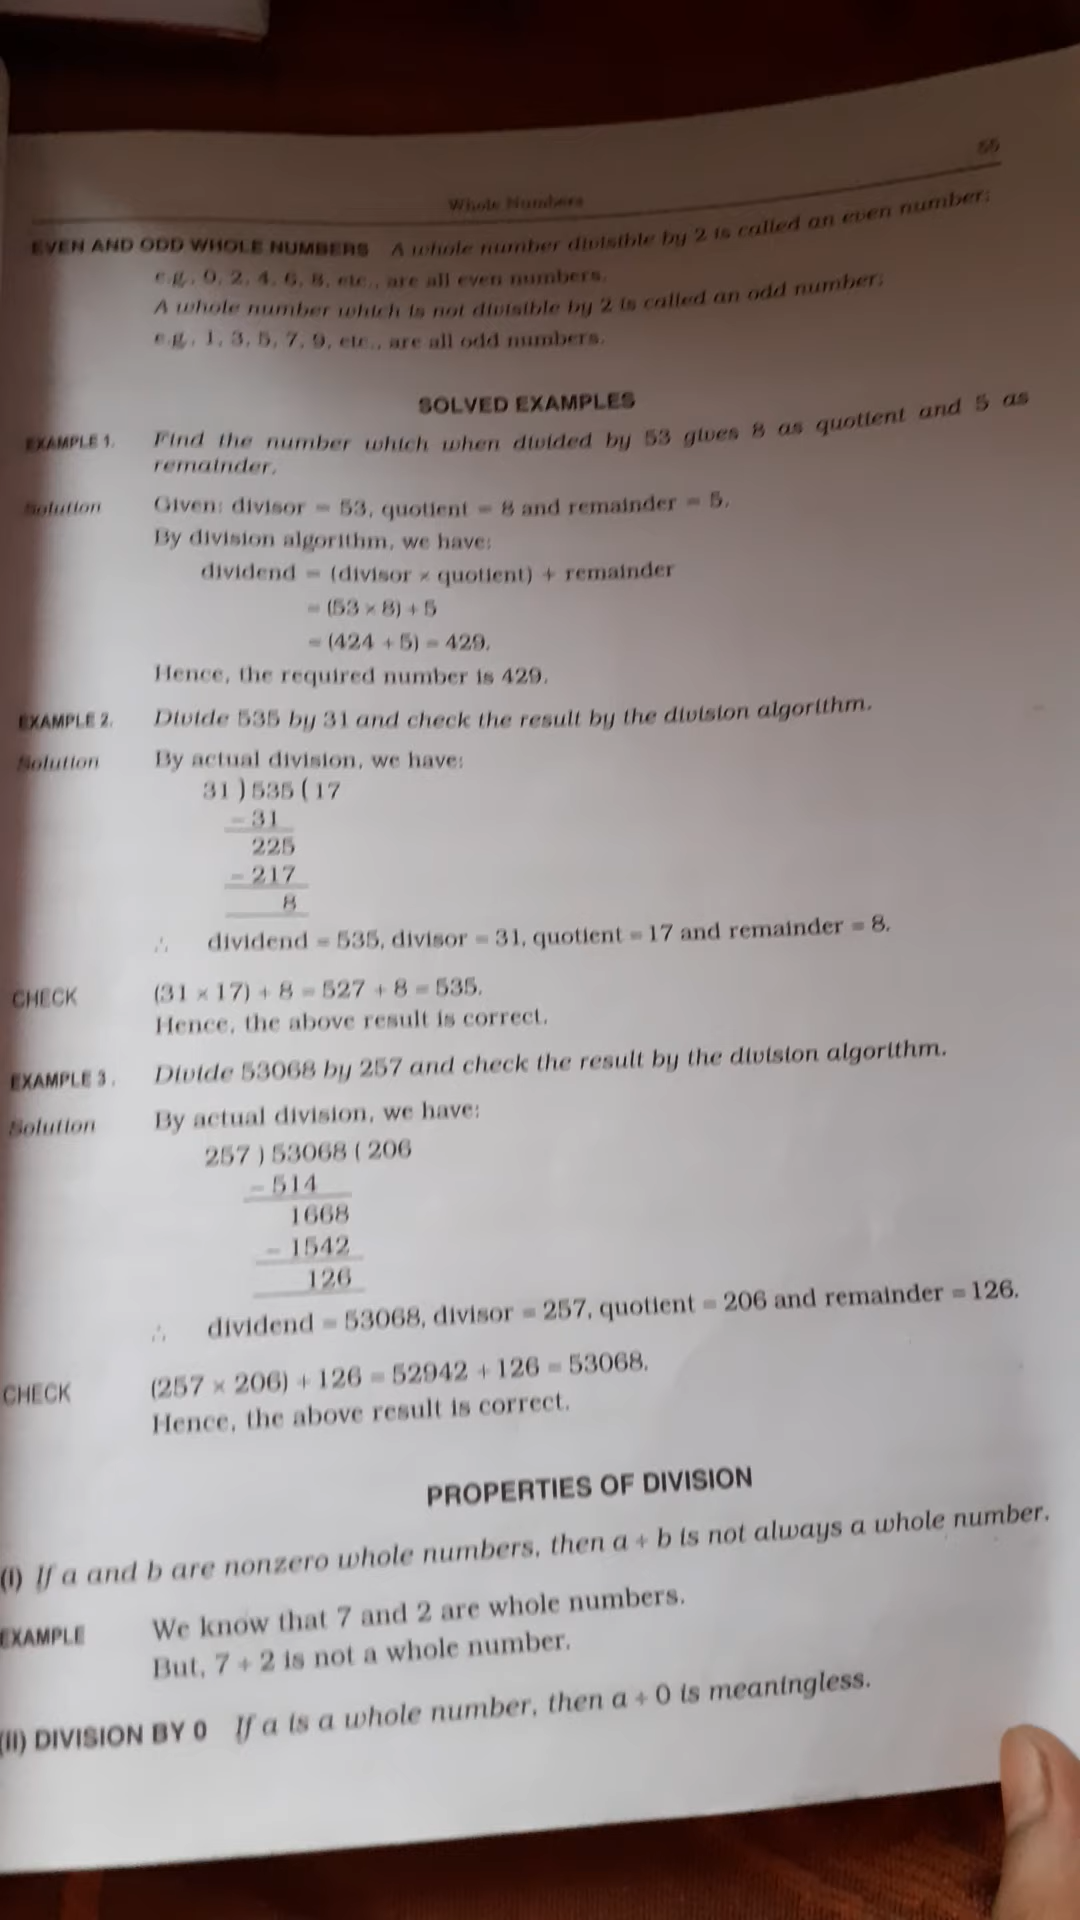 55
Whole Numbers
EVEN AND ODD WHOLE NUMBERS A whole number divisible by 2 is called an even number;
e.g., 0, 2, 4, 6, 8, etc., are all even numbers.
A whole number which is not divisible by 2 is called an odd number;
e.g., 1, 3, 5, 7, 9, etc., are all odd numbers.
SOLVED EXAMPLES
EXAMPLE 1. Find the number which when divided by 53 gives 8 as quotient and 5 as
remainder.
Solution Given: divisor = 53, quotient = 8 and remainder = 5.
By division algorithm, we have:
dividend = (divisor × quotient) + remainder
= (53 × 8) + 5
= (424 + 5) = 429.
Hence, the required number is 429.
EXAMPLE 2. Divide 535 by 31 and check the result by the division algorithm.
Solution By actual division, we have:
31 ) 535 ( 17
– 31
225
– 217
8
∴ dividend = 535, divisor = 31, quotient = 17 and remainder = 8.
CHECK (31 × 17) + 8 = 527 + 8 = 535.
Hence, the above result is correct.
EXAMPLE 3. Divide 53068 by 257 and check the result by the division algorithm.
Solution By actual division, we have:
257 ) 53068 ( 206
– 514
1668
– 1542
126
∴ dividend = 53068, divisor = 257, quotient = 206 and remainder = 126.
CHECK (257 × 206) + 126 = 52942 + 126 = 53068.
Hence, the above result is correct.
PROPERTIES OF DIVISION
(I) If a and b are nonzero whole numbers, then a ÷ b is not always a whole number.
EXAMPLE We know that 7 and 2 are whole numbers.
But, 7 ÷ 2 is not a whole number.
(II) DIVISION BY 0 If a is a whole number, then a ÷ 0 is meaningless.